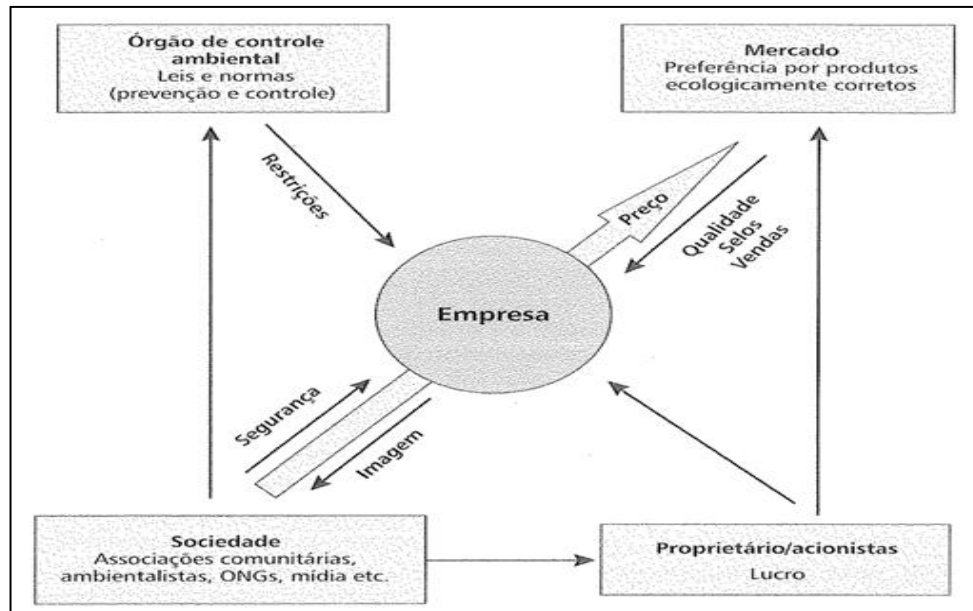 Órgão de controle
ambiental
Leis e normas
(prevenção e controle)
Mercado
Preferência por produtos
ecologicamente corretos
Restrições
Preço
Qualidade
Selos
Vendas
Empresa
Segurança
Imagem
Sociedade
Associações comunitárias,
ambientalistas, ONGs, mídia etc.
Proprietário/acionistas
Lucro